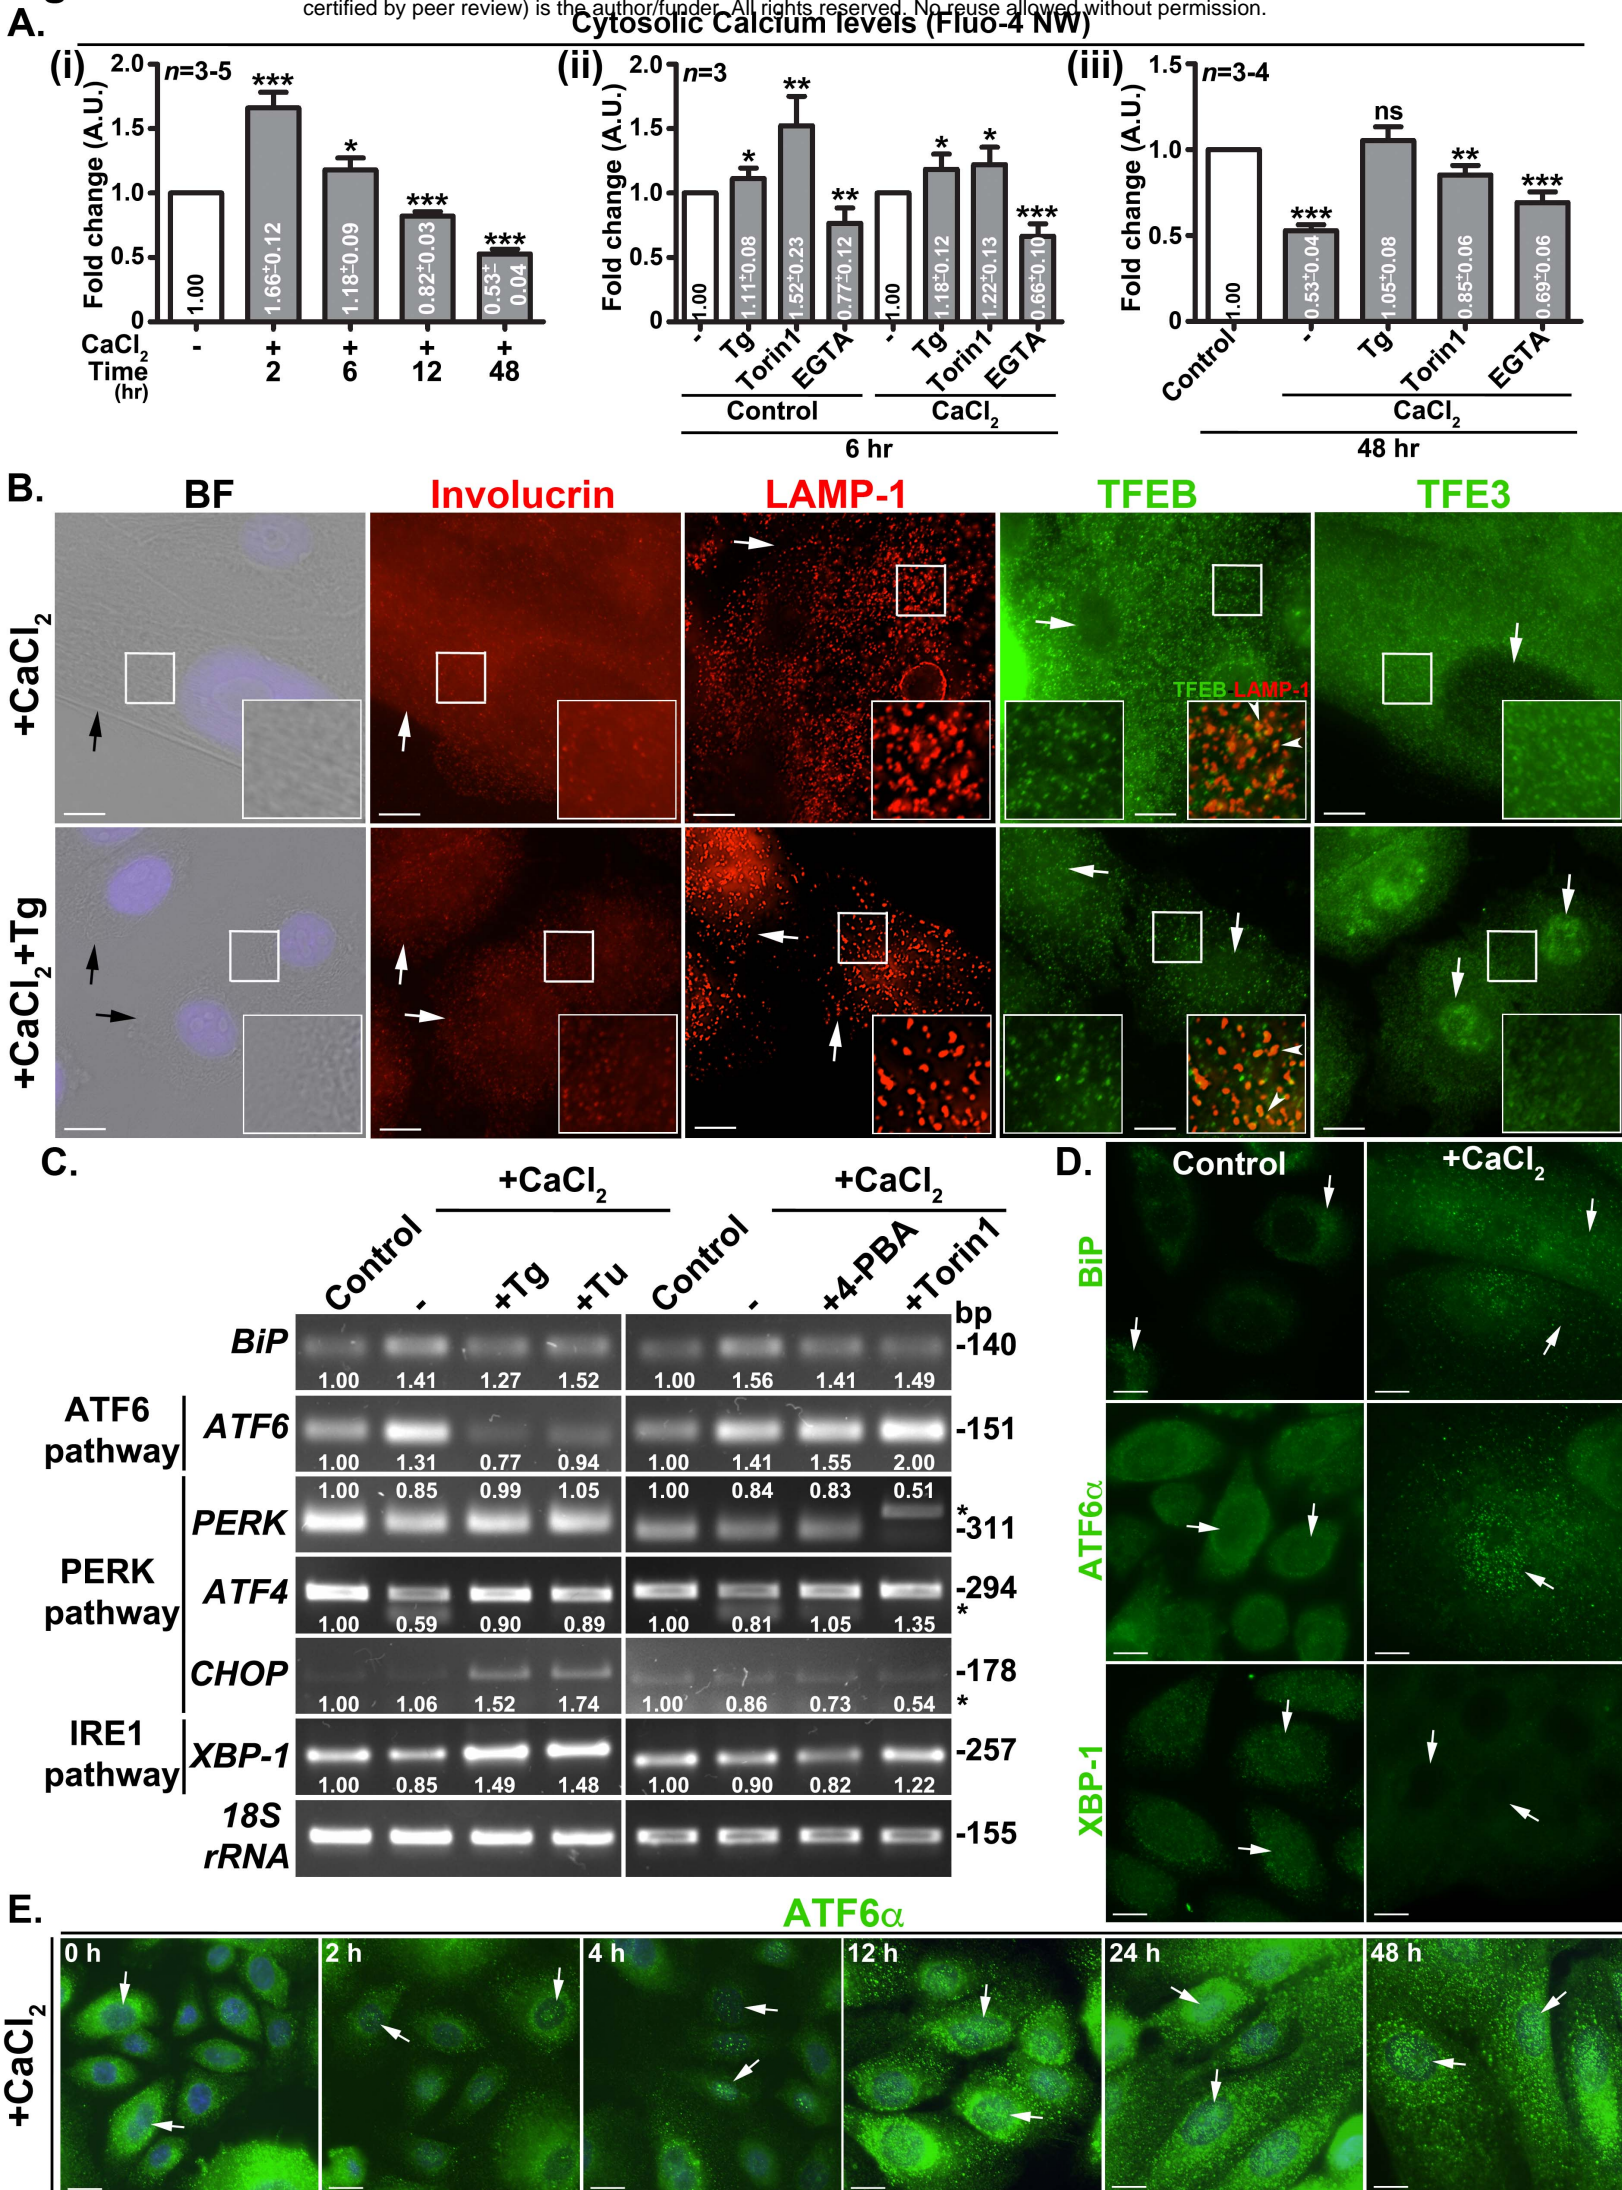 certified by peer review) is the author/funder. All rights reserved. No reuse allowed without permission.
A.
Cytosolic Calcium levels (Fluo-4 NW)
(i)
n=3-5
Fold change (A.U.)
2.0
1.5
1.0
0.5
0
***
*
***
***
1.00
1.66±0.12
1.18±0.09
0.82±0.03
0.53±0.04
CaCl2 - + + + +
Time (hr) 2 6 12 48
(ii)
n=3
Fold change (A.U.)
2.0
1.5
1.0
0.5
0
*
**
**
*
*
***
1.00
1.11±0.08
1.52±0.23
0.77±0.12
1.00
1.18±0.12
1.22±0.13
0.66±0.10
- Tg Torin1 EGTA - Tg Torin1 EGTA
Control CaCl2
6 hr
(iii)
n=3-4
Fold change (A.U.)
1.5
1.0
0.5
0
***
ns
**
***
1.00
0.53±0.04
1.05±0.08
0.85±0.06
0.69±0.06
Control - Tg Torin1 EGTA
CaCl2
48 hr
B.
BF Involucrin LAMP-1 TFEB TFE3
+CaCl2
TFEB-LAMP-1
+CaCl2+Tg
C.
+CaCl2 +CaCl2
Control - +Tg +Tu Control - +4-PBA +Torin1
bp
BiP -140
1.00 1.41 1.27 1.52 1.00 1.56 1.41 1.49
ATF6 pathway
ATF6 -151
1.00 1.31 0.77 0.94 1.00 1.41 1.55 2.00
PERK pathway
1.00 0.85 0.99 1.05 1.00 0.84 0.83 0.51
PERK * -311
ATF4 -294 *
1.00 0.59 0.90 0.89 1.00 0.81 1.05 1.35
CHOP -178
1.00 1.06 1.52 1.74 1.00 0.86 0.73 0.54 *
IRE1 pathway
XBP-1 -257
1.00 0.85 1.49 1.48 1.00 0.90 0.82 1.22
18S rRNA -155
D.
Control +CaCl2
BiP
ATF6α
XBP-1
E.
ATF6α
+CaCl2
0 h 2 h 4 h 12 h 24 h 48 h